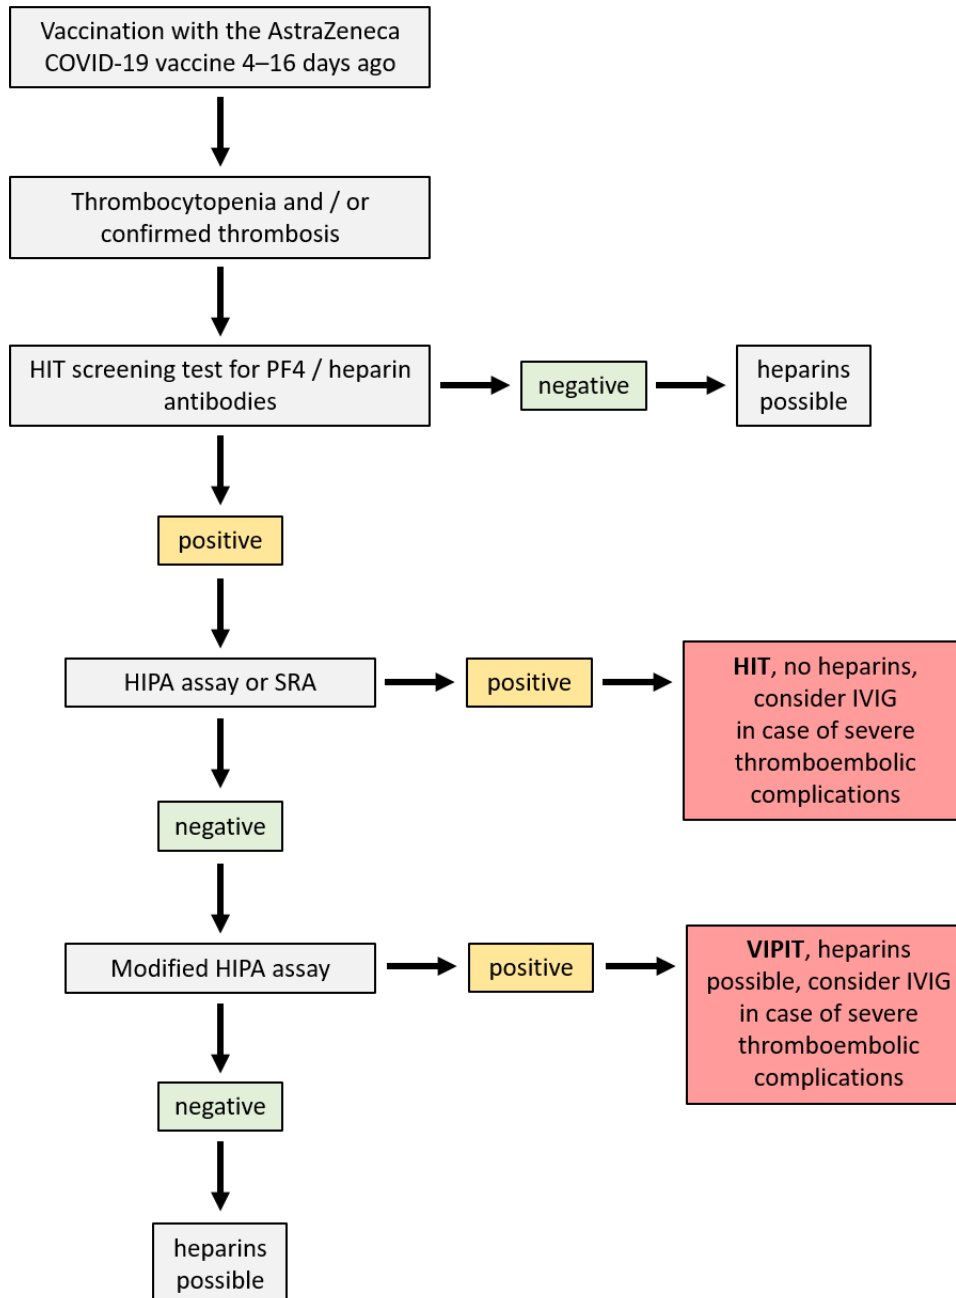 Vaccination with the AstraZeneca
COVID-19 vaccine 4–16 days ago
Thrombocytopenia and / or
confirmed thrombosis
HIT screening test for PF4 / heparin
antibodies
negative
heparins
possible
positive
HIPA assay or SRA
positive
HIT, no heparins,
consider IVIG
in case of severe
thromboembolic
complications
negative
Modified HIPA assay
positive
VIPIT, heparins
possible, consider IVIG
in case of severe
thromboembolic
complications
negative
heparins
possible